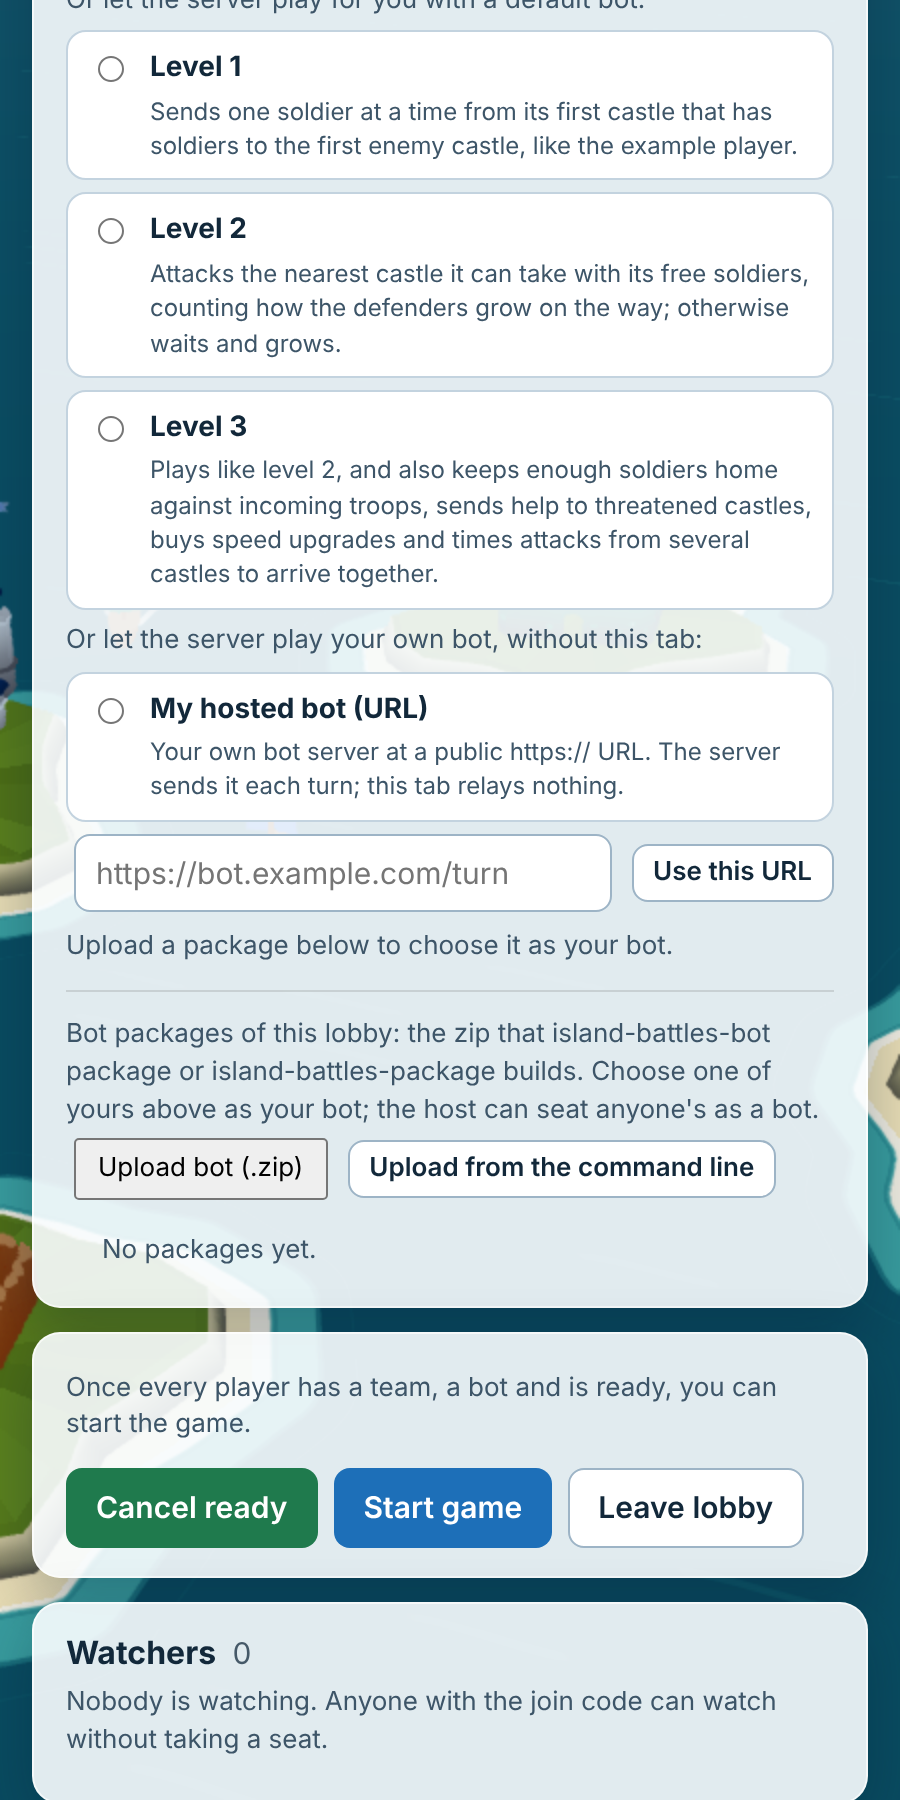 Or let the server play for you with a default bot:
Level 1
Sends one soldier at a time from its first castle that has
soldiers to the first enemy castle, like the example player.
Level 2
Attacks the nearest castle it can take with its free soldiers,
counting how the defenders grow on the way; otherwise
waits and grows.
Level 3
Plays like level 2, and also keeps enough soldiers home
against incoming troops, sends help to threatened castles,
buys speed upgrades and times attacks from several
castles to arrive together.
Or let the server play your own bot, without this tab:
My hosted bot (URL)
Your own bot server at a public https:// URL. The server
sends it each turn; this tab relays nothing.
https://bot.example.com/turn
Use this URL
Upload a package below to choose it as your bot.
Bot packages of this lobby: the zip that island-battles-bot
package or island-battles-package builds. Choose one of
yours above as your bot; the host can seat anyone's as a bot.
Upload bot (.zip)
Upload from the command line
No packages yet.
Once every player has a team, a bot and is ready, you can
start the game.
Cancel ready
Start game
Leave lobby
Watchers 0
Nobody is watching. Anyone with the join code can watch
without taking a seat.